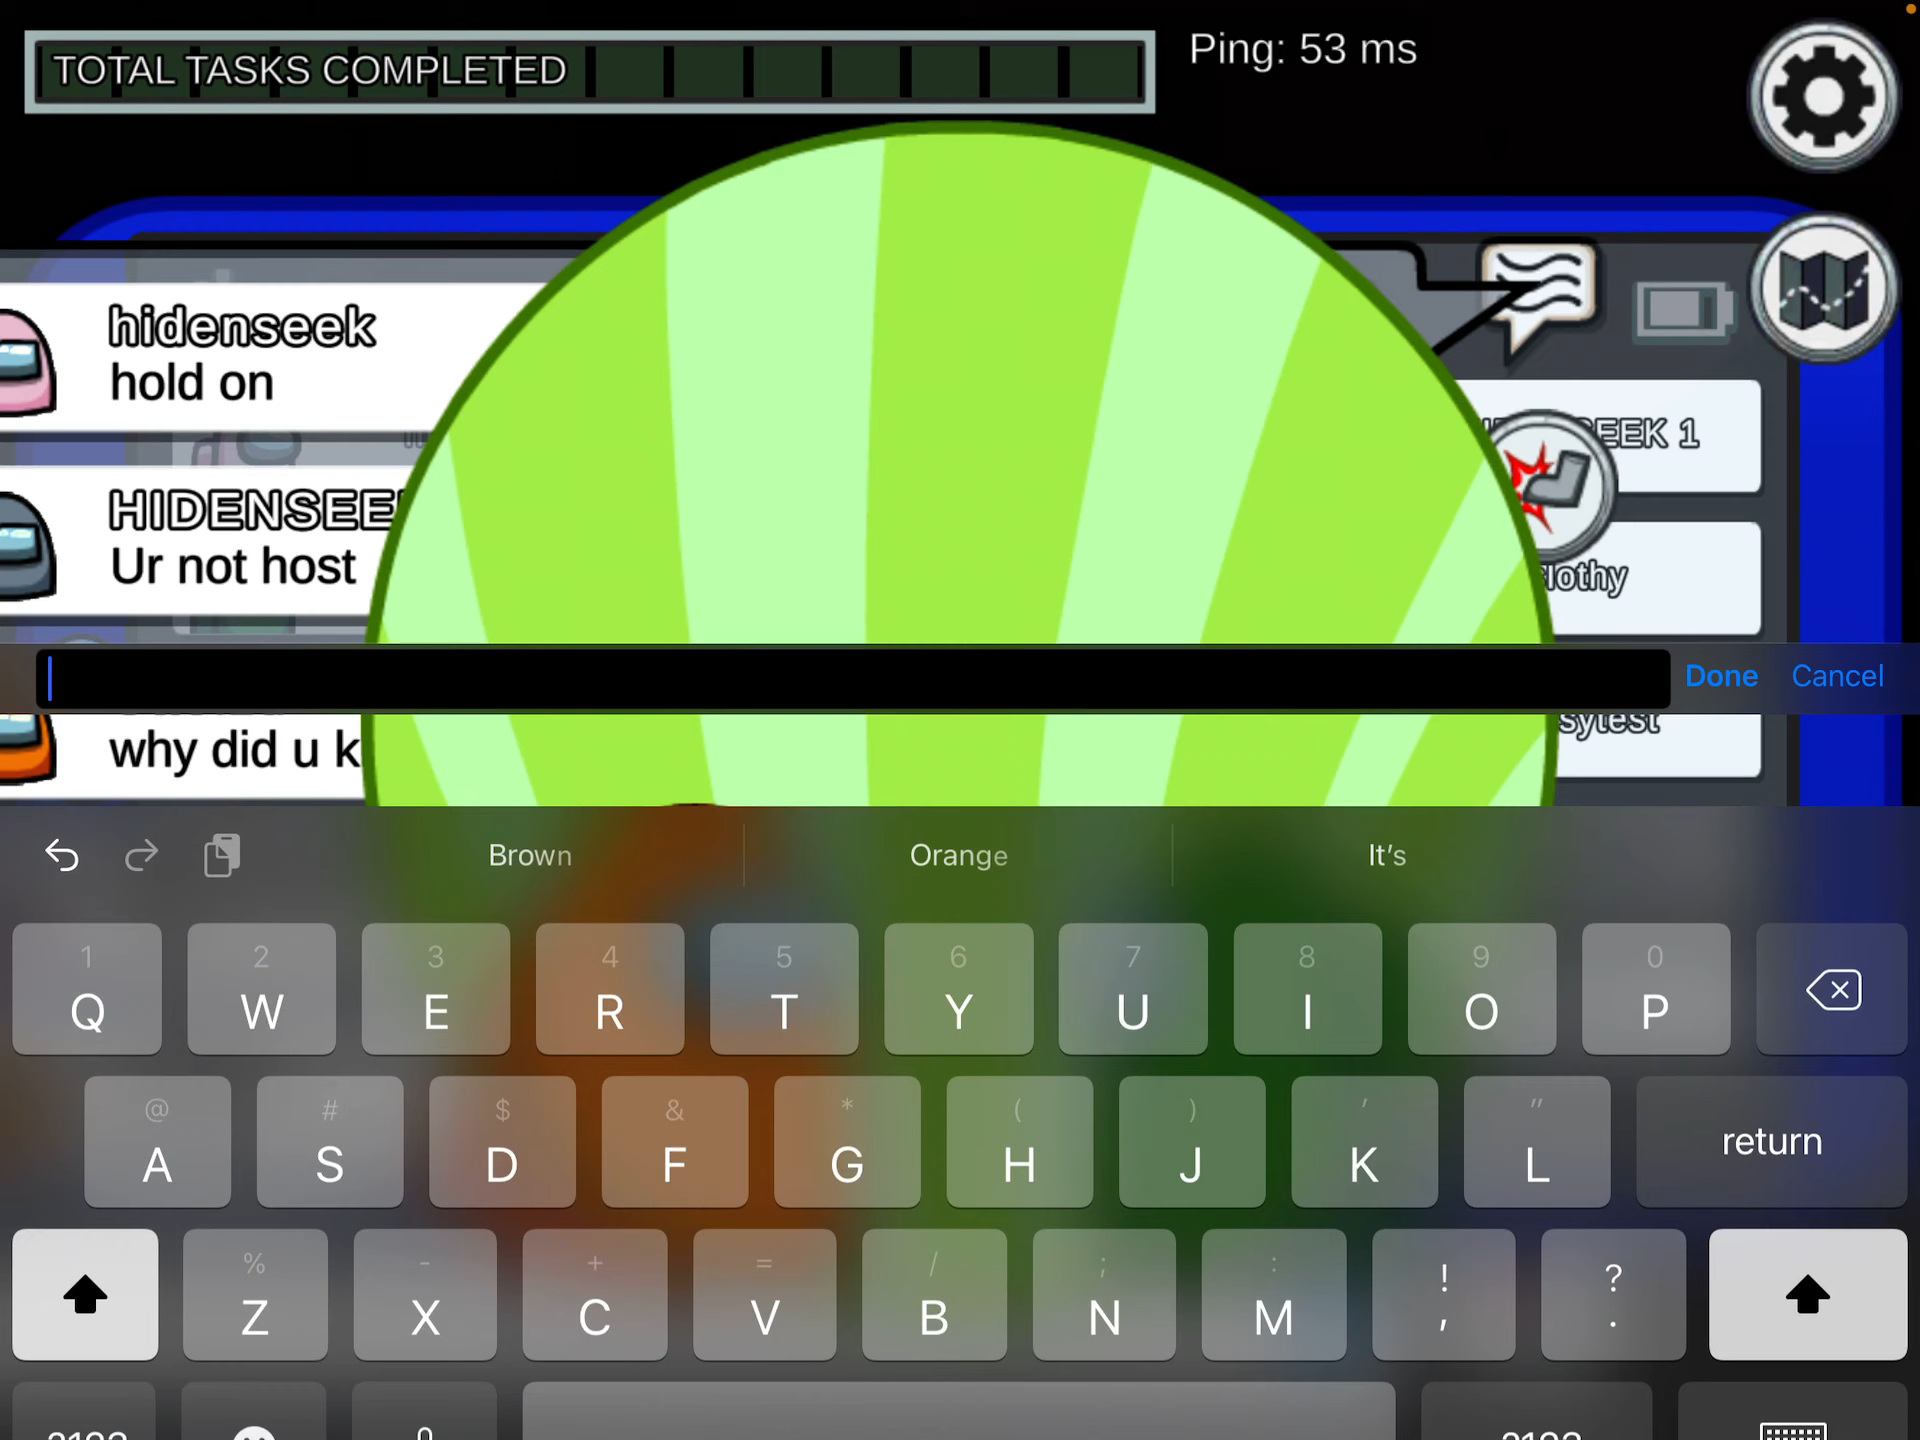 TOTAL TASKS COMPLETED
Ping: 53 ms
hidenseek
hold on
HIDENSEE
Ur not host
EEK 1
lothy
Done Cancel
why did u k
sytest
Brown Orange It's
1 2 3 4 5 6 7 8 9 0
Q W E R T Y U I O P
@ # $ & * ( ) ' "
A S D F G H J K L return
% - + = / ; : ! ?
Z X C V B N M , .